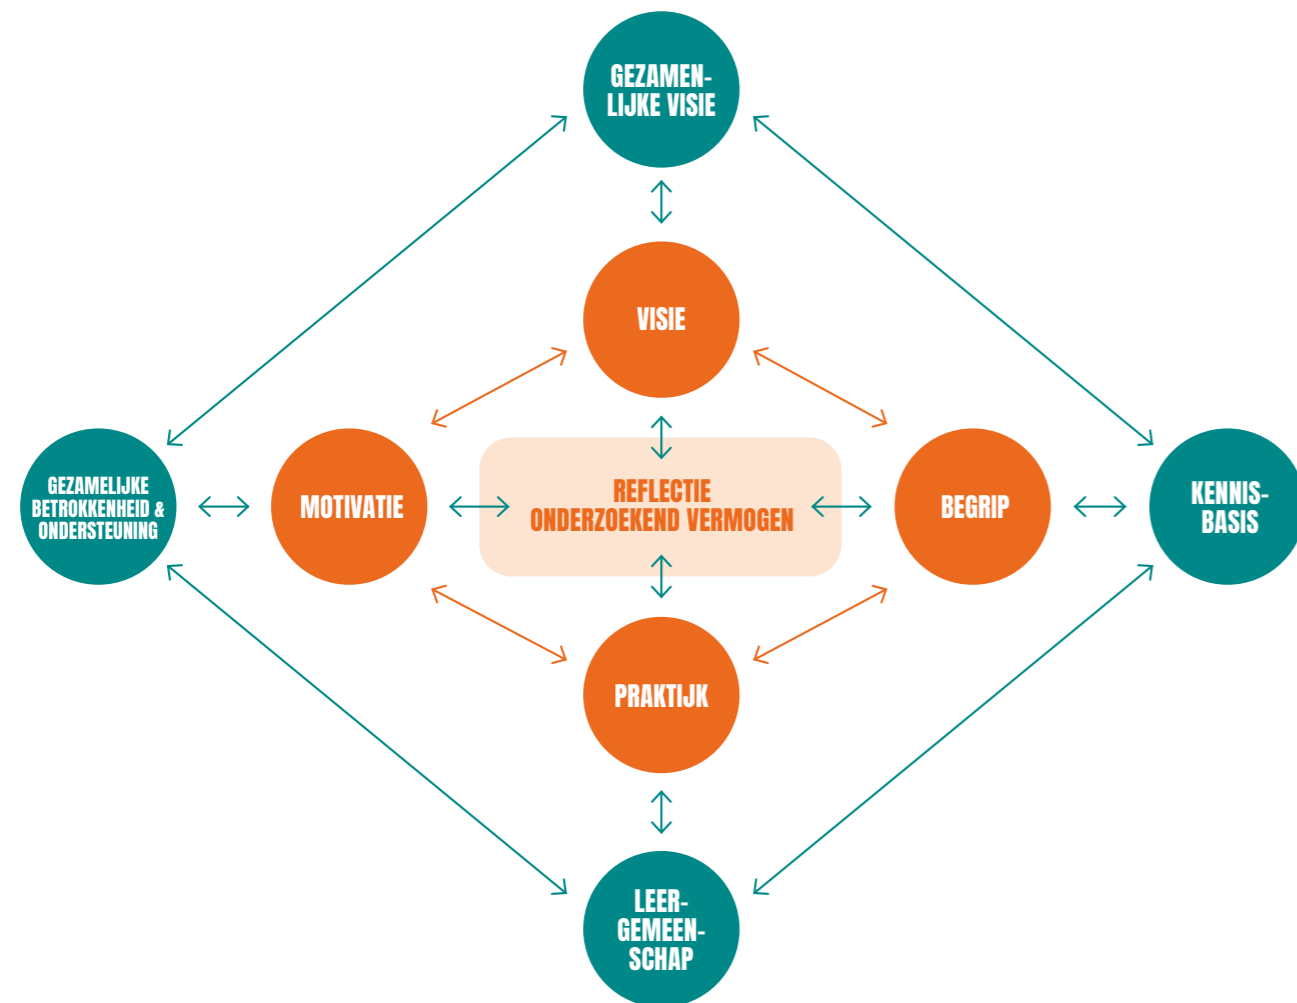 GEZAMEN-
LIJKE VISIE
VISIE
GEZAMELIJKE
BETROKKENHEID &
ONDERSTEUNING
MOTIVATIE
REFLECTIE
ONDERZOEKEND VERMOGEN
BEGRIP
KENNIS-
BASIS
PRAKTIJK
LEER-
GEMEEN-
SCHAP